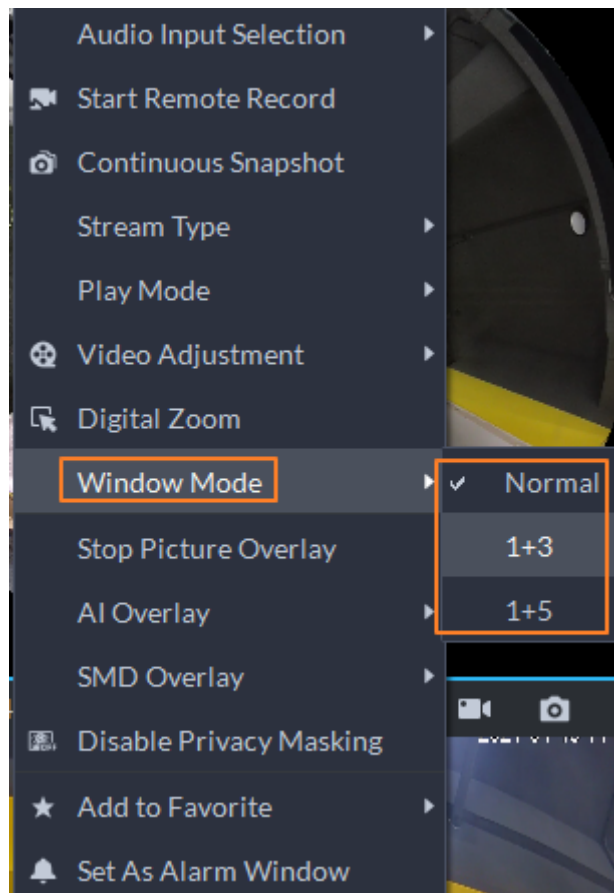 Audio Input Selection
Start Remote Record
Continuous Snapshot
Stream Type
Play Mode
Video Adjustment
Digital Zoom
Window Mode
Normal
1+3
1+5
Stop Picture Overlay
AI Overlay
SMD Overlay
Disable Privacy Masking
Add to Favorite
Set As Alarm Window